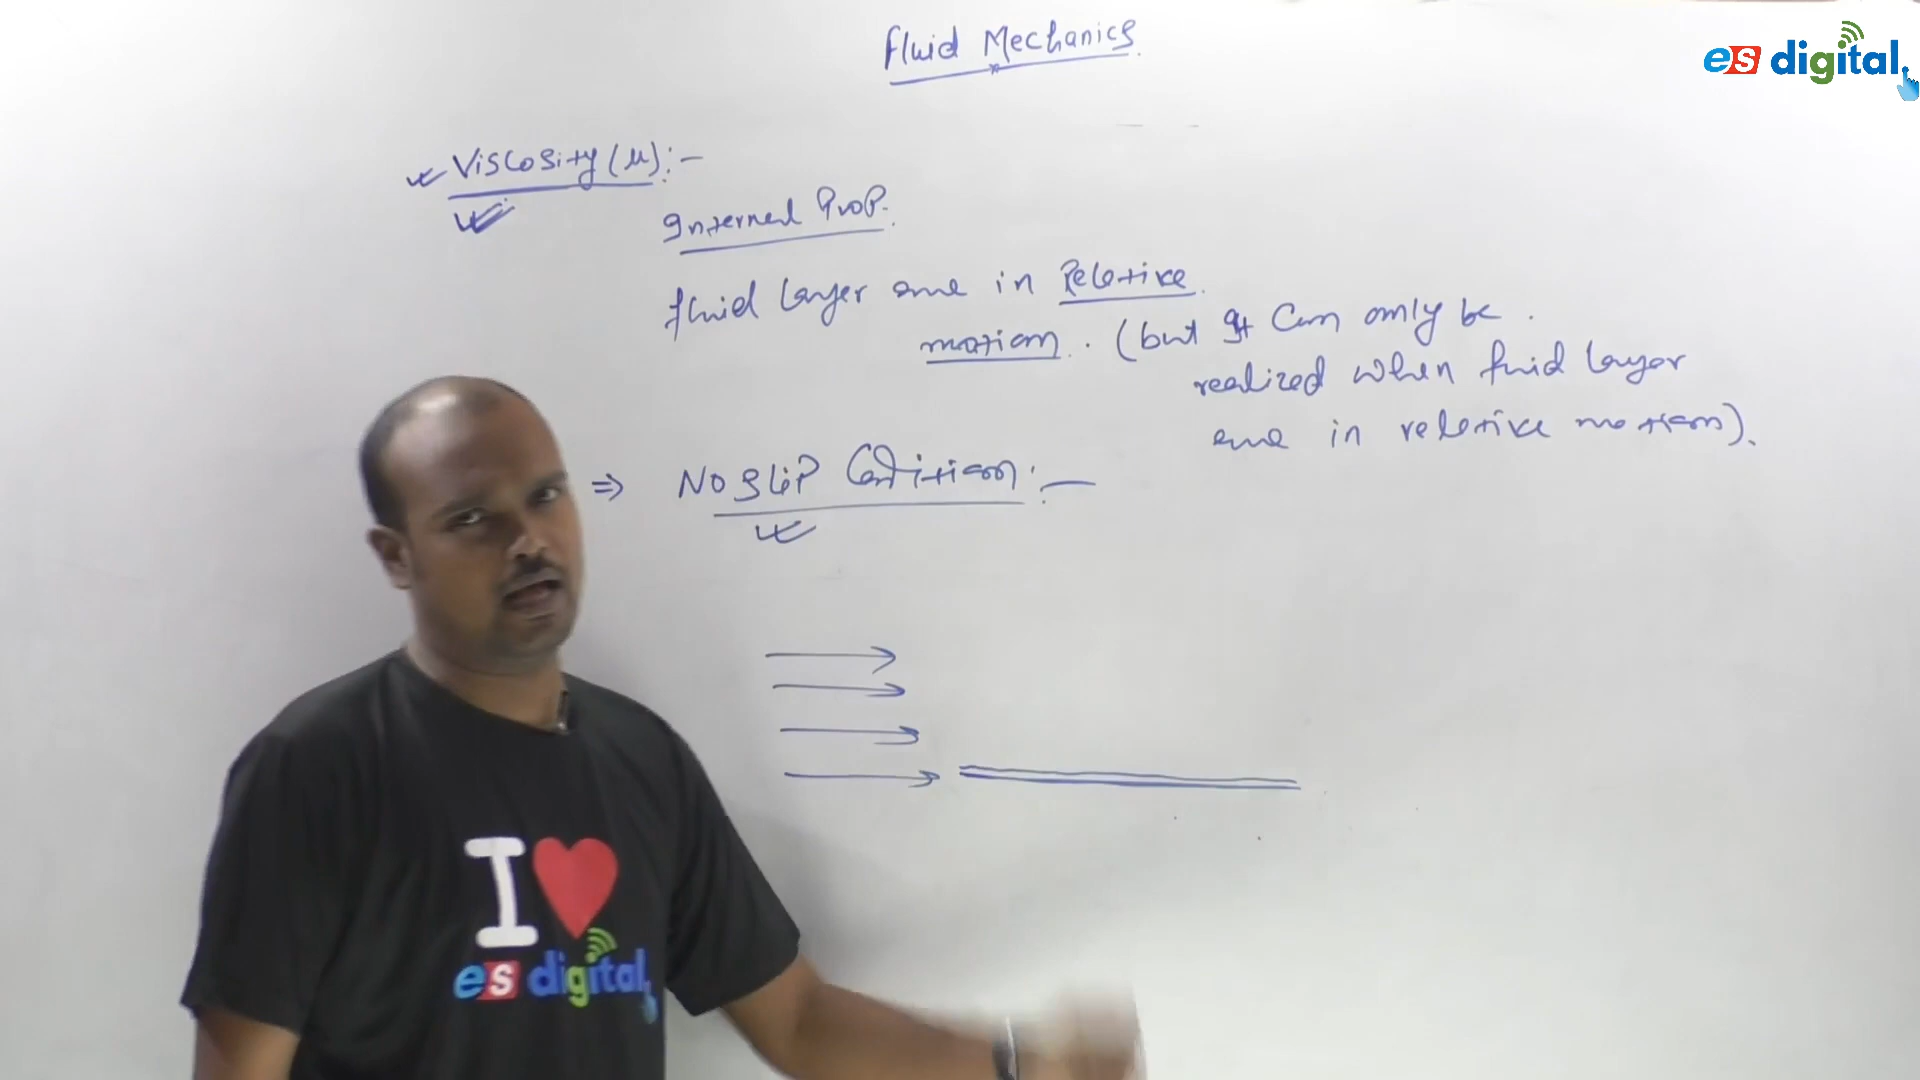 Fluid Mechanics
es digital
Viscosity (μ):-
Internal Prop.
fluid layer are in Relative
motion. (but It Can only be
realized when fluid layer
are in relative motion).
⇒ No slip Condition:-
I
es digital